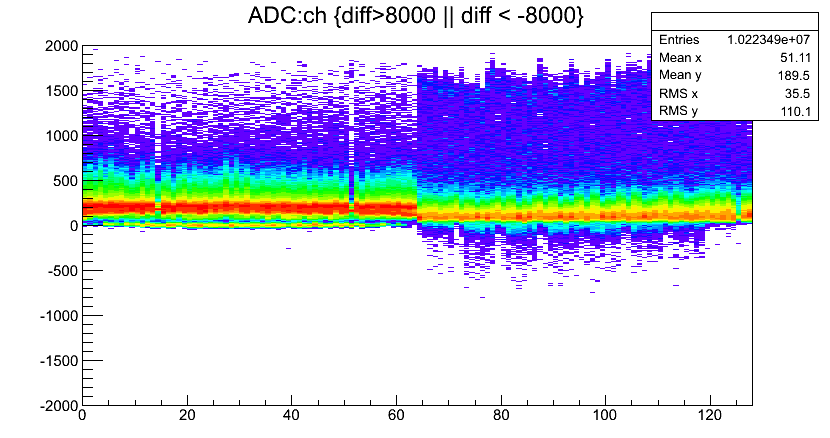 ADC:ch {diff>8000 || diff < -8000}
Entries 1.022349e+07
Mean x 51.11
Mean y 189.5
RMS x 35.5
RMS y 110.1
2000
1500
1000
500
0
-500
-1000
-1500
-2000
0 20 40 60 80 100 120